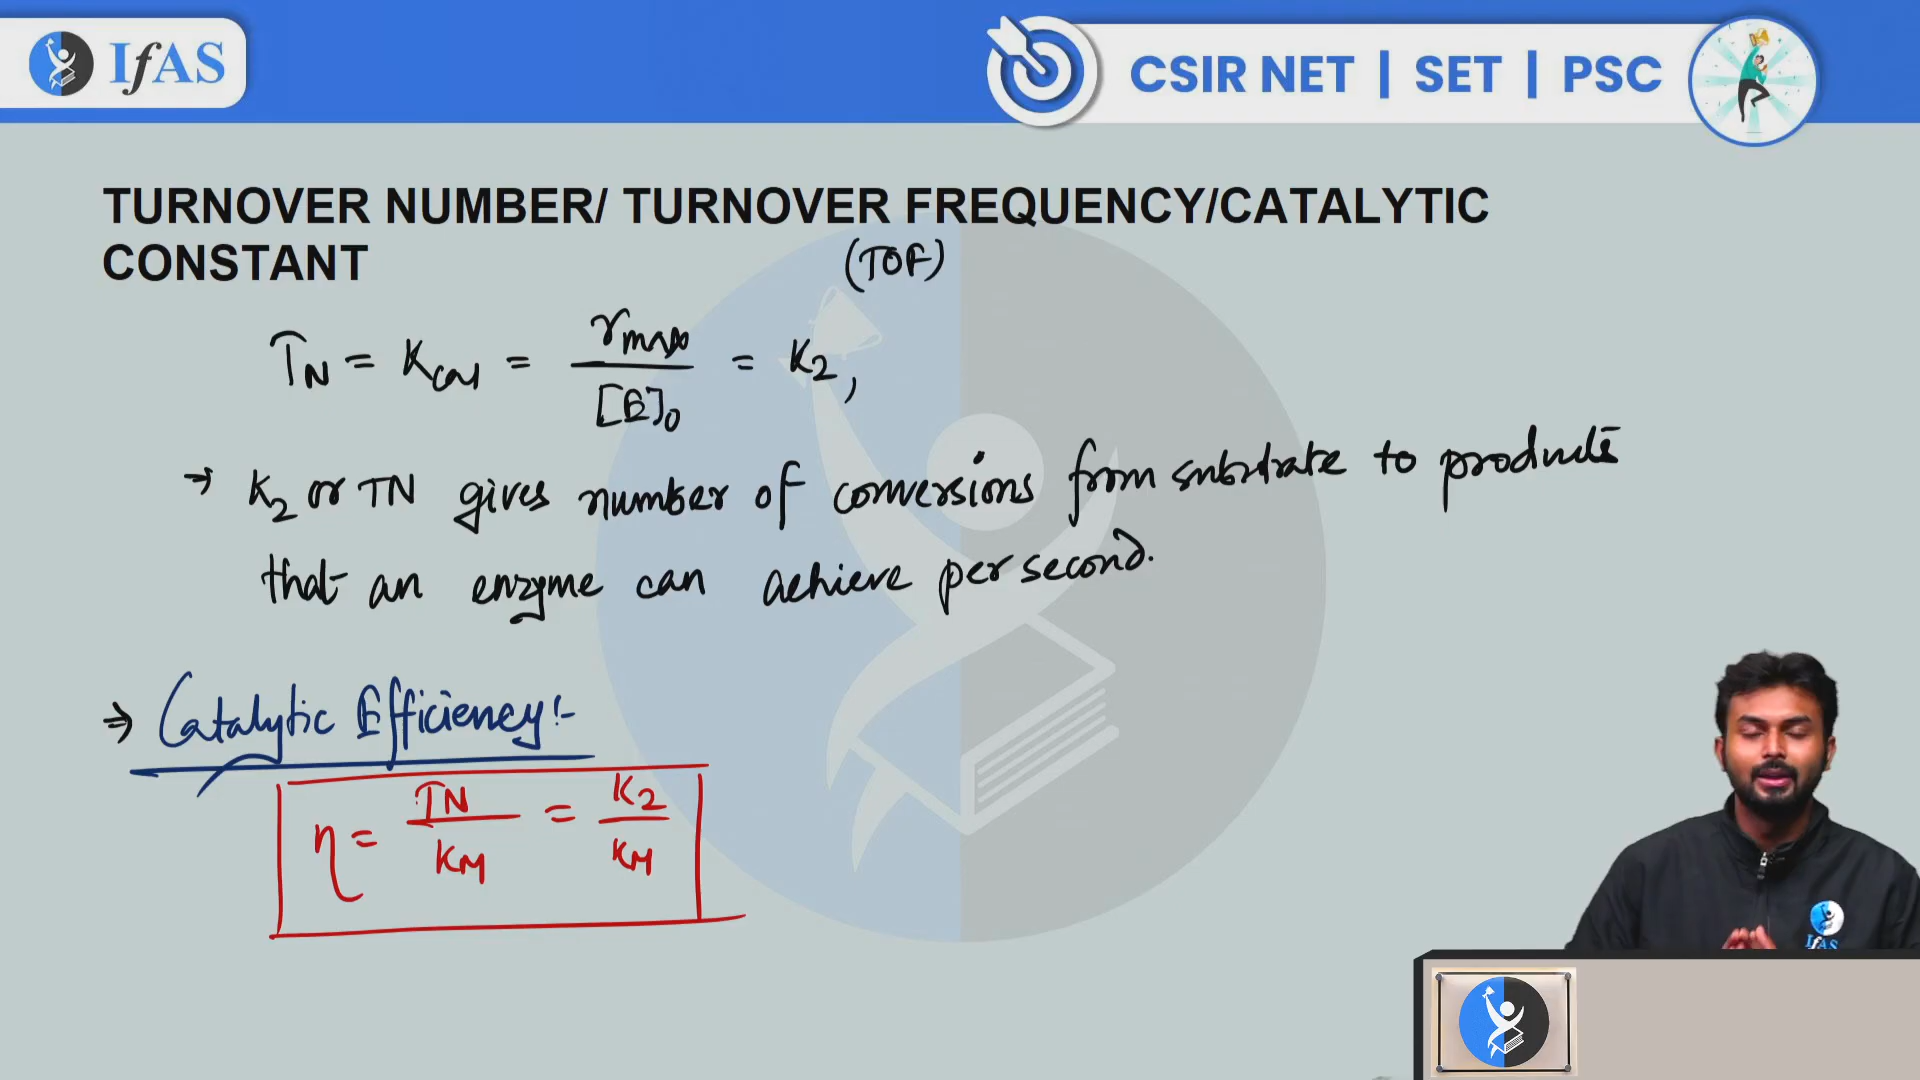 IfAS
CSIR NET | SET | PSC
TURNOVER NUMBER/ TURNOVER FREQUENCY/CATALYTIC
CONSTANT
(TOF)
TN = Kcat = rmax / [E]0 = K2,
→ K2 or TN gives number of conversions from substrate to products
that an enzyme can achieve per second.
⇒ Catalytic Efficiency:-
η = TN / KM = K2 / KM
IfAS